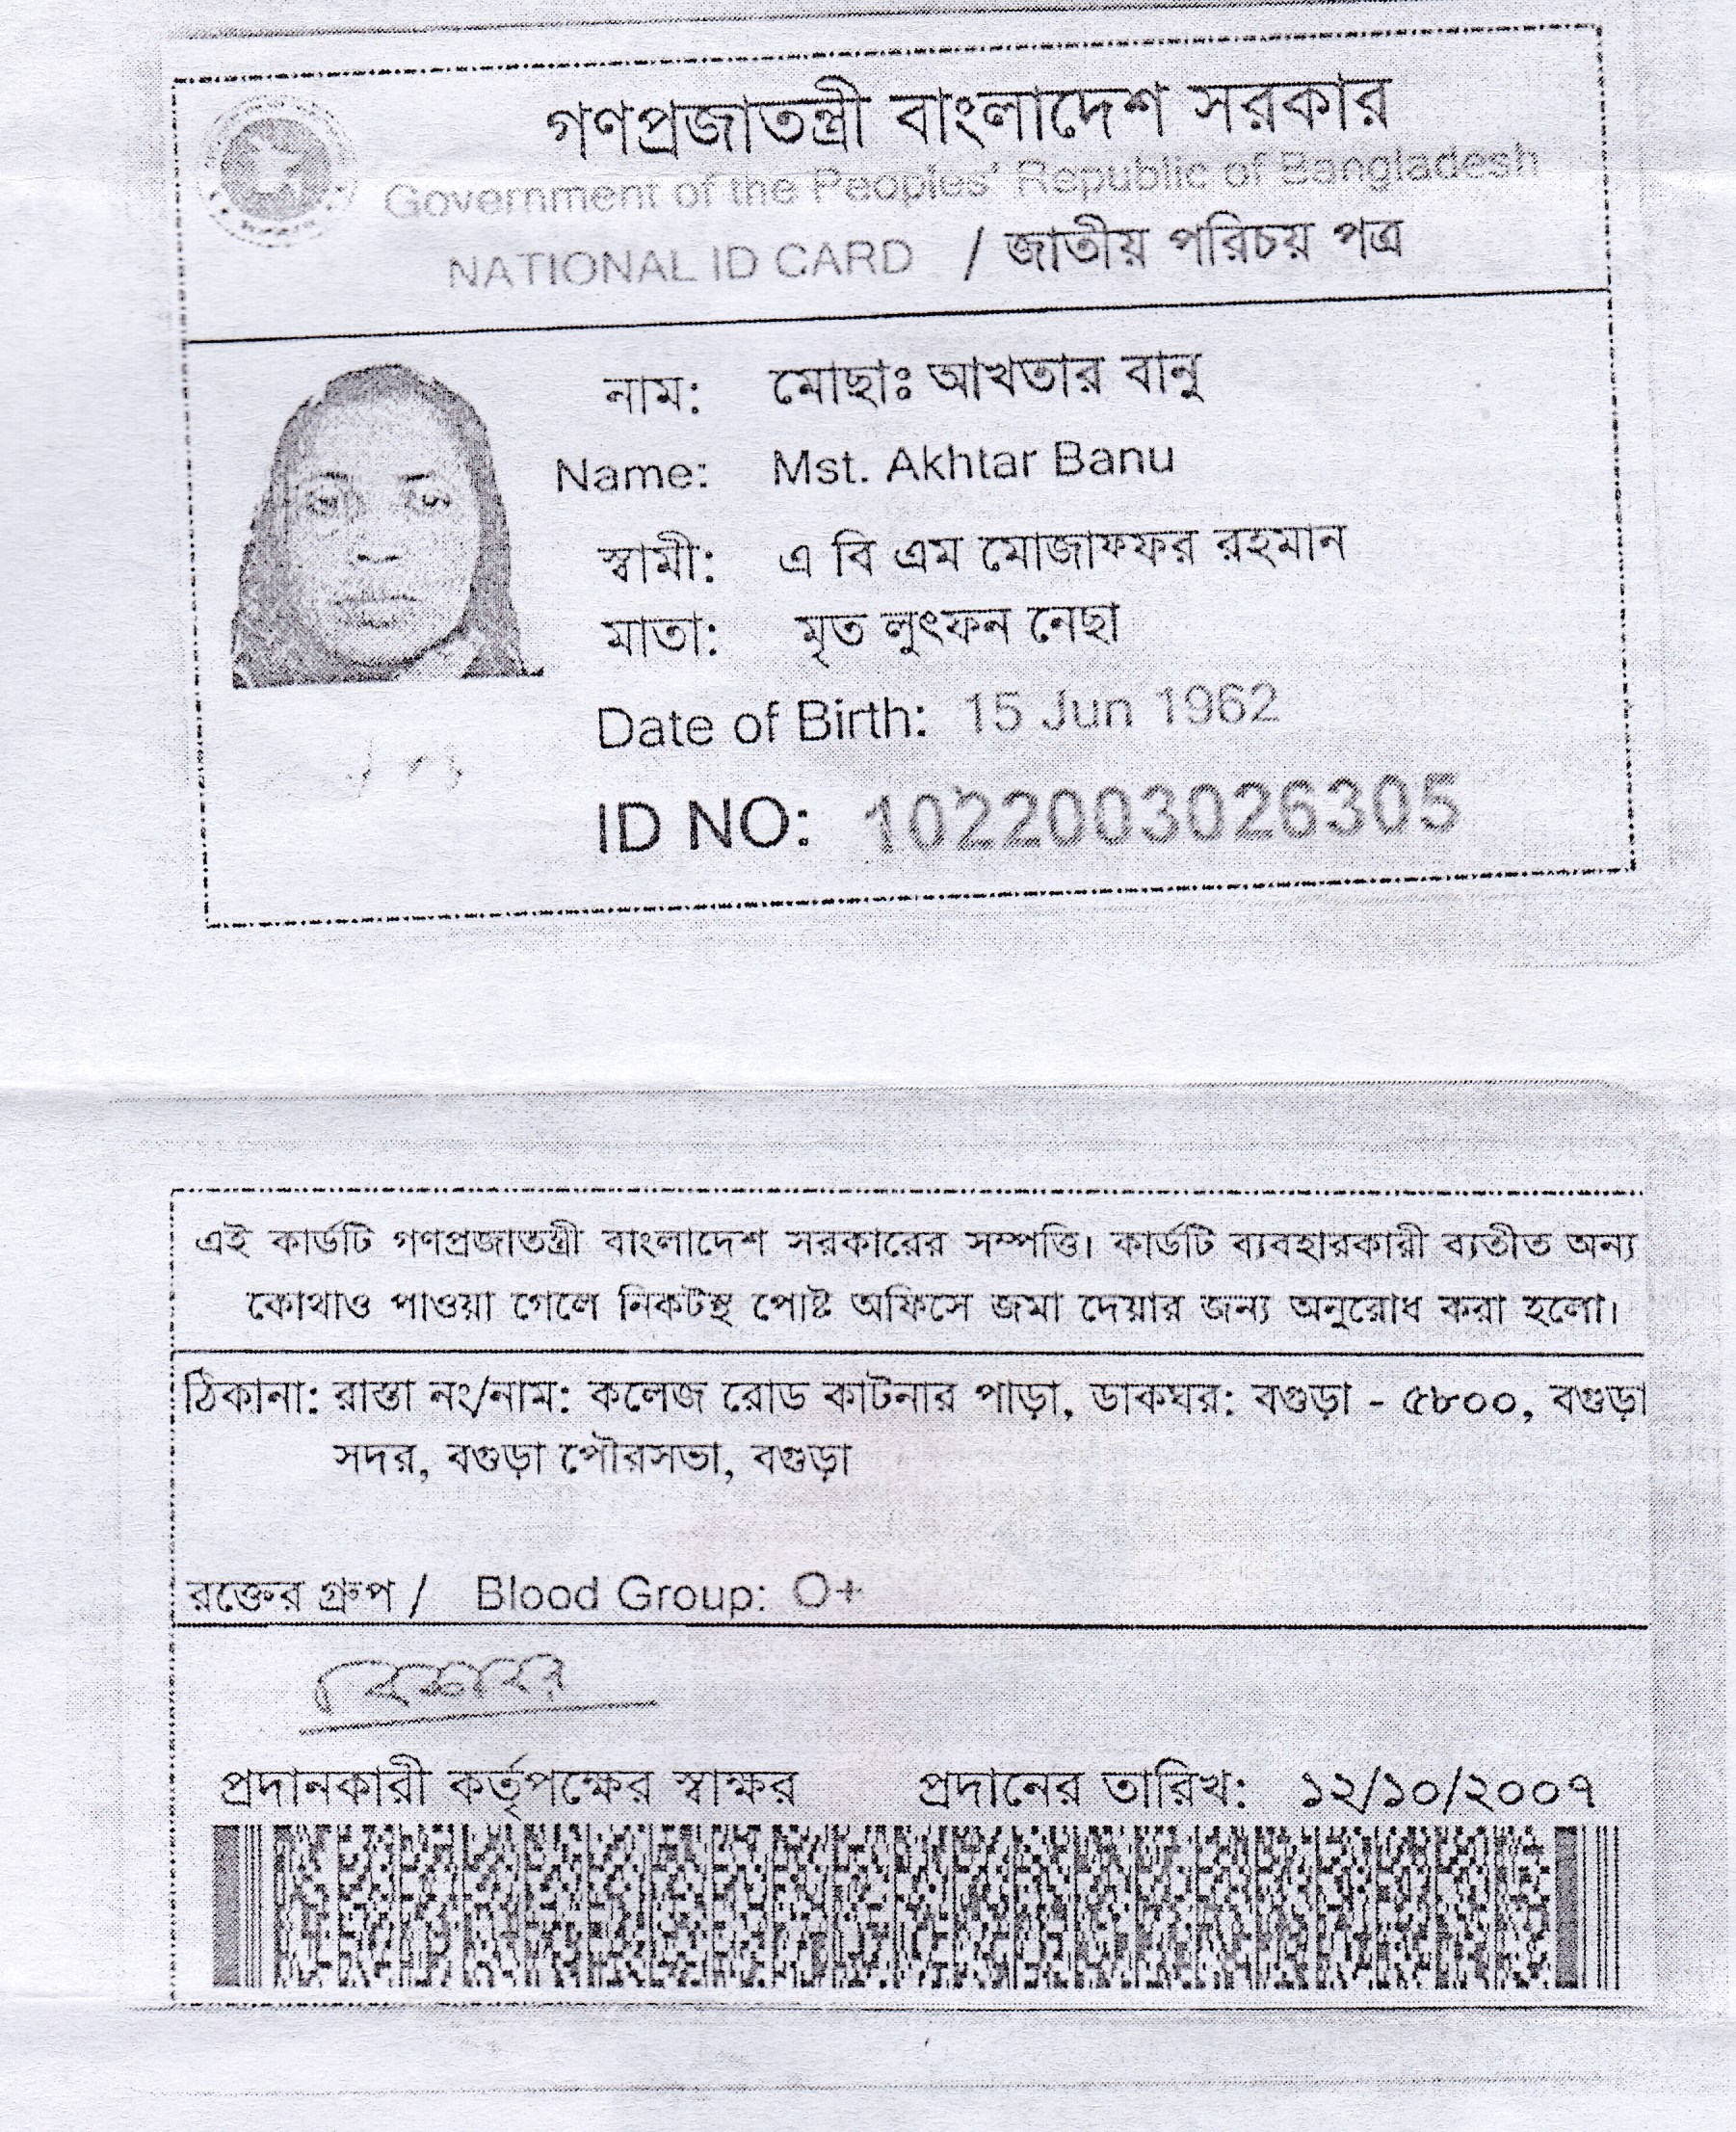 গণপ্রজাতন্ত্রী বাংলাদেশ সরকার
Government of the Peoples' Republic of Bangladesh
NATIONAL ID CARD / জাতীয় পরিচয় পত্র
নাম: মোছাঃ আখতার বানু
Name: Mst. Akhtar Banu
স্বামী: এ বি এম মোজাফফর রহমান
মাতা: মৃত লুৎফন নেছা
Date of Birth: 15 Jun 1962
ID NO: 1022003026305
এই কার্ডটি গণপ্রজাতন্ত্রী বাংলাদেশ সরকারের সম্পত্তি। কার্ডটি ব্যবহারকারী ব্যতীত অন্য
কোথাও পাওয়া গেলে নিকটস্থ পোষ্ট অফিসে জমা দেয়ার জন্য অনুরোধ করা হলো।
ঠিকানা: রাস্তা নং/নাম: কলেজ রোড কাটনার পাড়া, ডাকঘর: বগুড়া - ৫৮০০, বগুড়া
সদর, বগুড়া পৌরসভা, বগুড়া
রক্তের গ্রুপ / Blood Group: O+
প্রদানকারী কর্তৃপক্ষের স্বাক্ষর প্রদানের তারিখ: ১২/১০/২০০৭